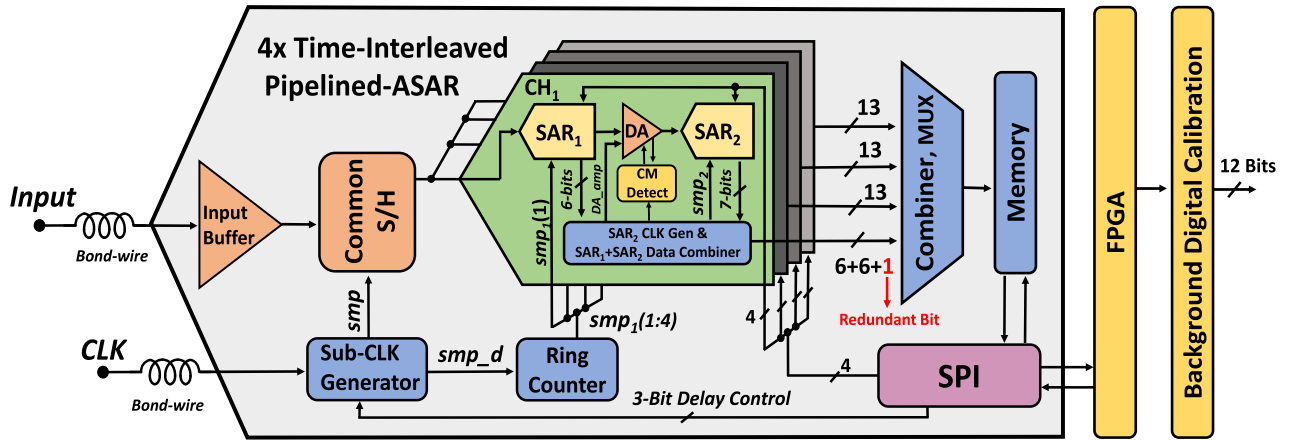 4x Time-Interleaved
Pipelined-ASAR
Input
Bond-wire
Input
Buffer
Common
S/H
smp
CLK
Bond-wire
Sub-CLK
Generator
smp_d
Ring
Counter
smp1(1)
smp1(1:4)
CH1
SAR1
DA
SAR2
6-bits
DA_amp
CM
Detect
smp2
7-bits
SAR2 CLK Gen &
SAR1+SAR2 Data Combiner
13
13
13
6+6+1
Redundant Bit
Combiner, MUX
Memory
4
4
SPI
3-Bit Delay Control
FPGA
Background Digital Calibration
12 Bits